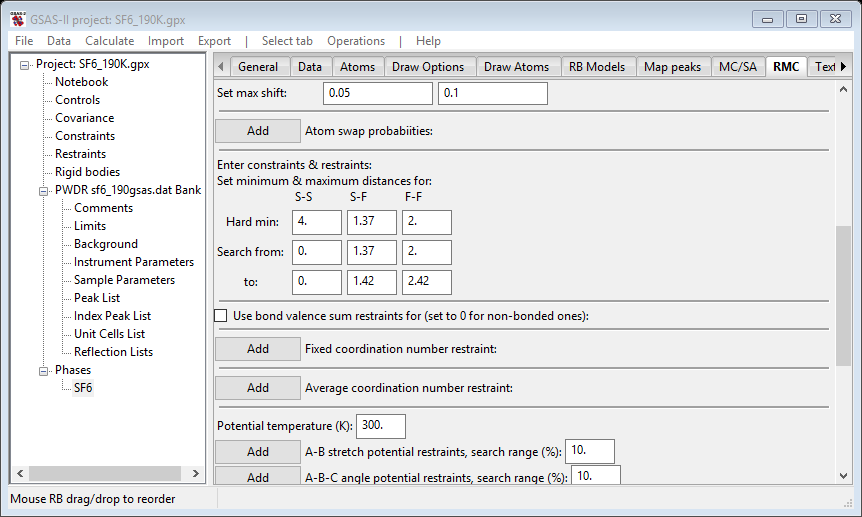 GSAS-II project: SF6_190K.gpx
File Data Calculate Import Export | Select tab Operations | Help
Project: SF6_190K.gpx
Notebook
Controls
Covariance
Constraints
Restraints
Rigid bodies
PWDR sf6_190gsas.dat Bank
Comments
Limits
Background
Instrument Parameters
Sample Parameters
Peak List
Index Peak List
Unit Cells List
Reflection Lists
Phases
SF6
General Data Atoms Draw Options Draw Atoms RB Models Map peaks MC/SA RMC Text
Set max shift: 0.05 0.1
Add Atom swap probabiities:
Enter constraints & restraints:
Set minimum & maximum distances for:
S-S S-F F-F
Hard min: 4. 1.37 2.
Search from: 0. 1.37 2.
to: 0. 1.42 2.42
Use bond valence sum restraints for (set to 0 for non-bonded ones):
Add Fixed coordination number restraint:
Add Average coordination number restraint:
Potential temperature (K): 300.
Add A-B stretch potential restraints, search range (%): 10.
Add A-B-C angle potential restraints, search range (%): 10.
Mouse RB drag/drop to reorder